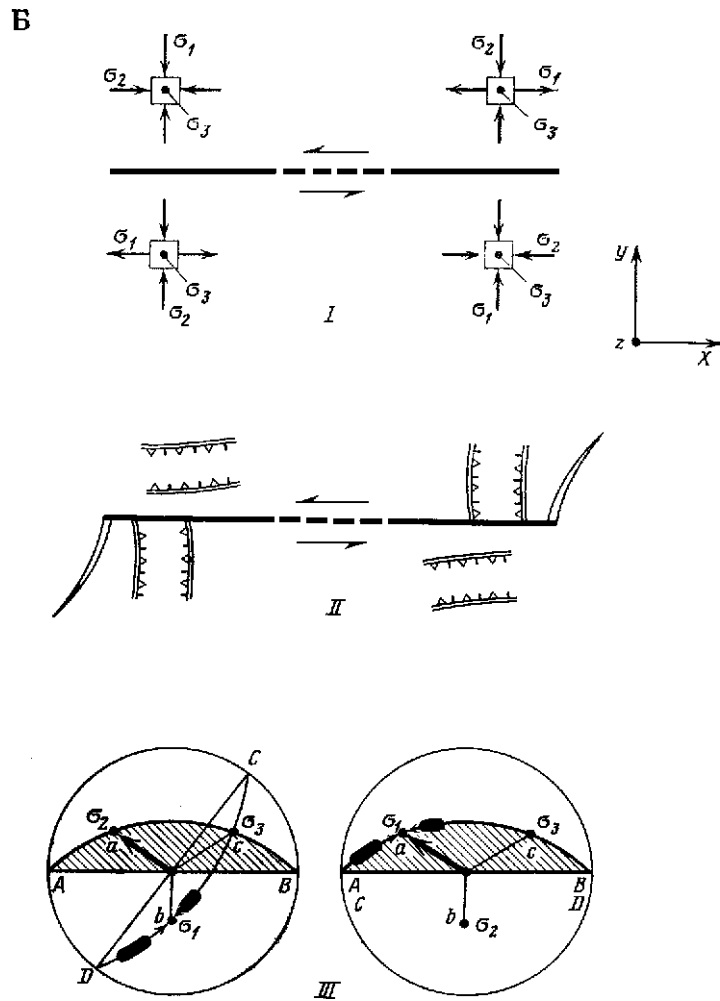 Б
σ1 σ2
σ2 σ1
σ3 σ3
σ1 σ2
σ3 σ3
σ2 σ1
I
y
z X
II
C
σ2 σ3 σ1 σ3
a c a c
A B A B
C D
b σ1 b σ2
D
III